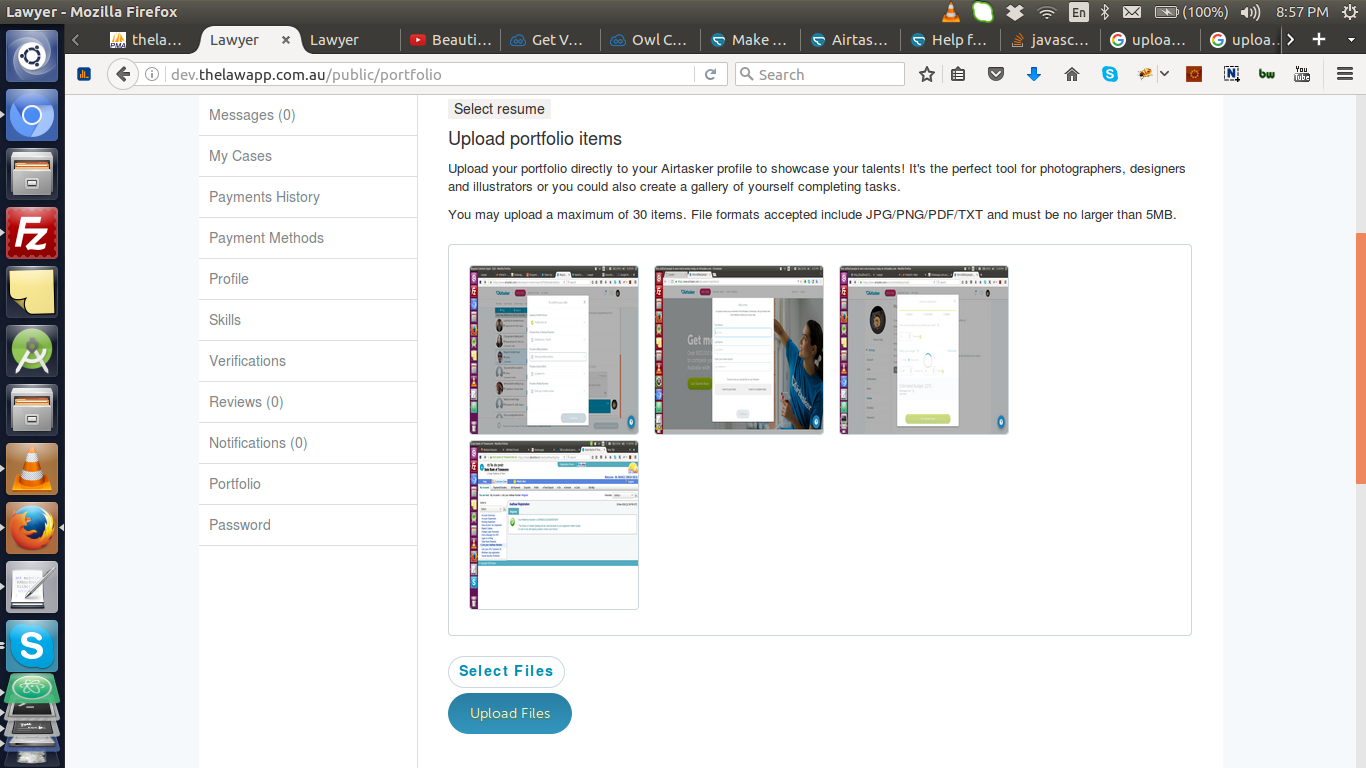 Lawyer - Mozilla Firefox
En
(100%)
8:57 PM
thela...
Lawyer
Lawyer
Beauti...
Get V...
Owl C...
Make ...
Airtas...
Help f...
javasc...
uploa...
uploa...
dev.thelawapp.com.au/public/portfolio
Search
Messages (0)
My Cases
Payments History
Payment Methods
Profile
Skills
Verifications
Reviews (0)
Notifications (0)
Portfolio
Password
Select resume
Upload portfolio items
Upload your portfolio directly to your Airtasker profile to showcase your talents! It's the perfect tool for photographers, designers
and illustrators or you could also create a gallery of yourself completing tasks.
You may upload a maximum of 30 items. File formats accepted include JPG/PNG/PDF/TXT and must be no larger than 5MB.
Select Files
Upload Files